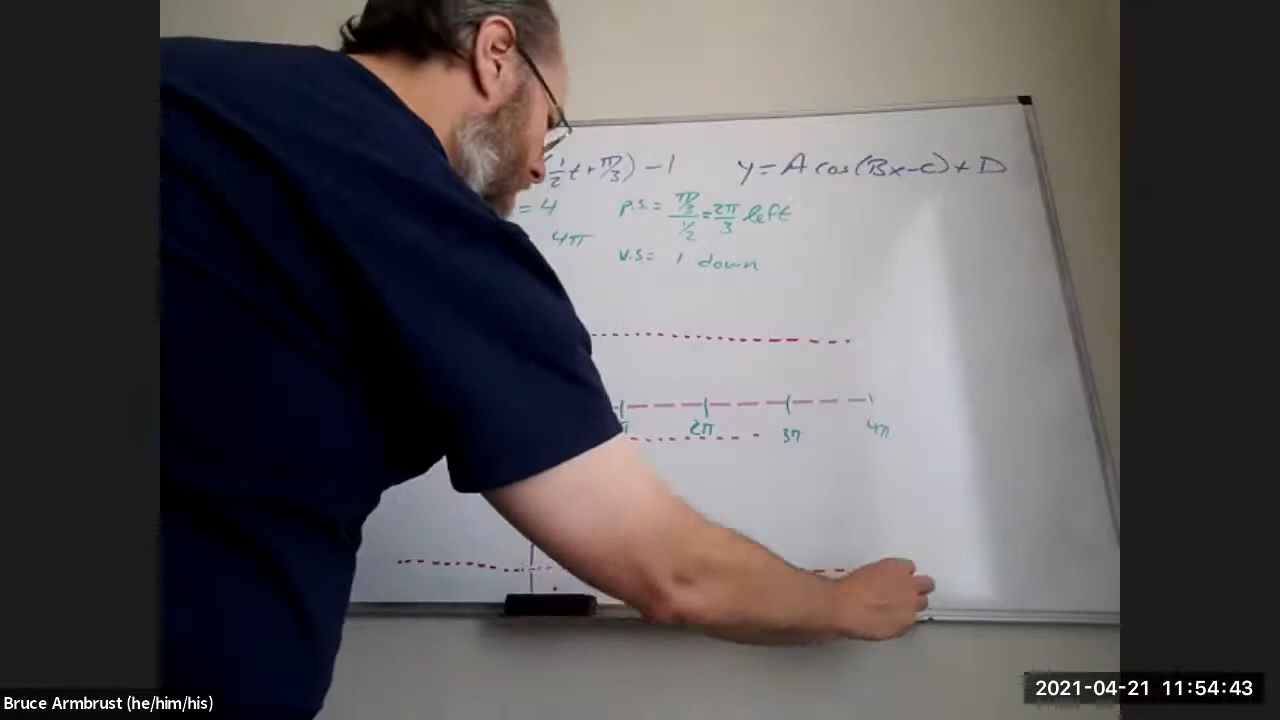 (1/2 t + π/3) - 1    y = A cos(Bx - C) + D
= 4    p.s. = (π/3)/(1/2) = 2π/3 left
4π    v.s. = 1 down
π 2π 3π 4π
2021-04-21 11:54:43
Bruce Armbrust (he/him/his)